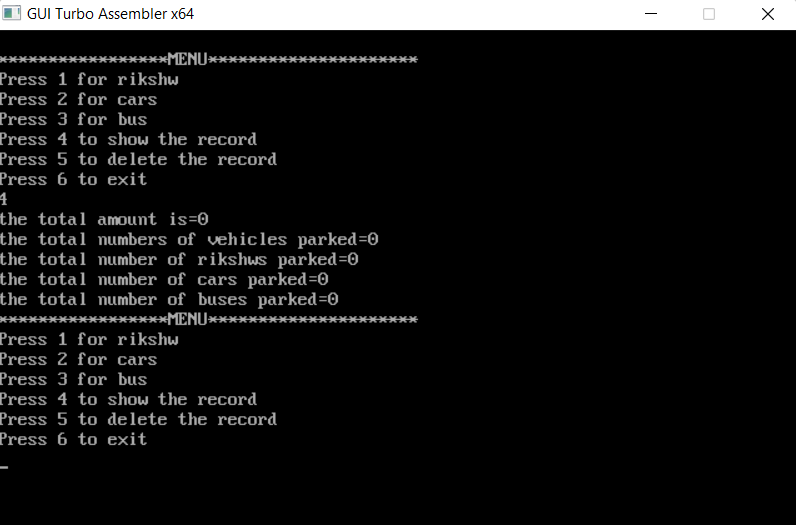 GUI Turbo Assembler x64
*****************MENU*********************
Press 1 for rikshw
Press 2 for cars
Press 3 for bus
Press 4 to show the record
Press 5 to delete the record
Press 6 to exit
4
the total amount is=0
the total numbers of vehicles parked=0
the total number of rikshws parked=0
the total number of cars parked=0
the total number of buses parked=0
*****************MENU*********************
Press 1 for rikshw
Press 2 for cars
Press 3 for bus
Press 4 to show the record
Press 5 to delete the record
Press 6 to exit
_